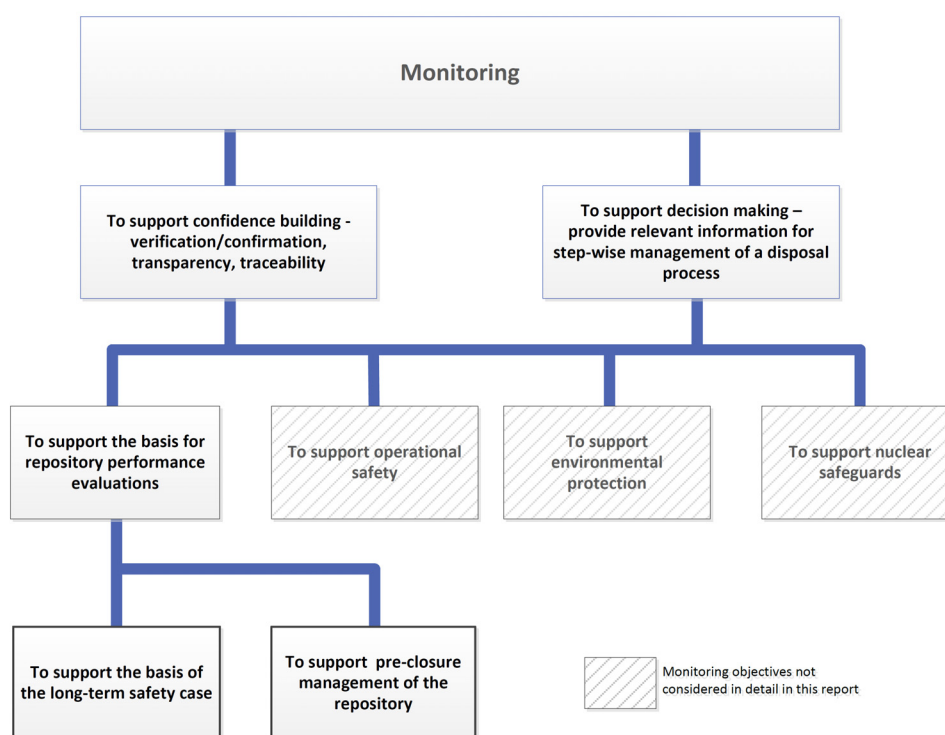 Monitoring
To support confidence building -
verification/confirmation,
transparency, traceability
To support decision making –
provide relevant information for
step-wise management of a disposal
process
To support the basis for
repository performance
evaluations
To support operational
safety
To support
environmental
protection
To support nuclear
safeguards
To support the basis of
the long-term safety case
To support  pre-closure
management of the
repository
Monitoring objectives not
considered in detail in this report